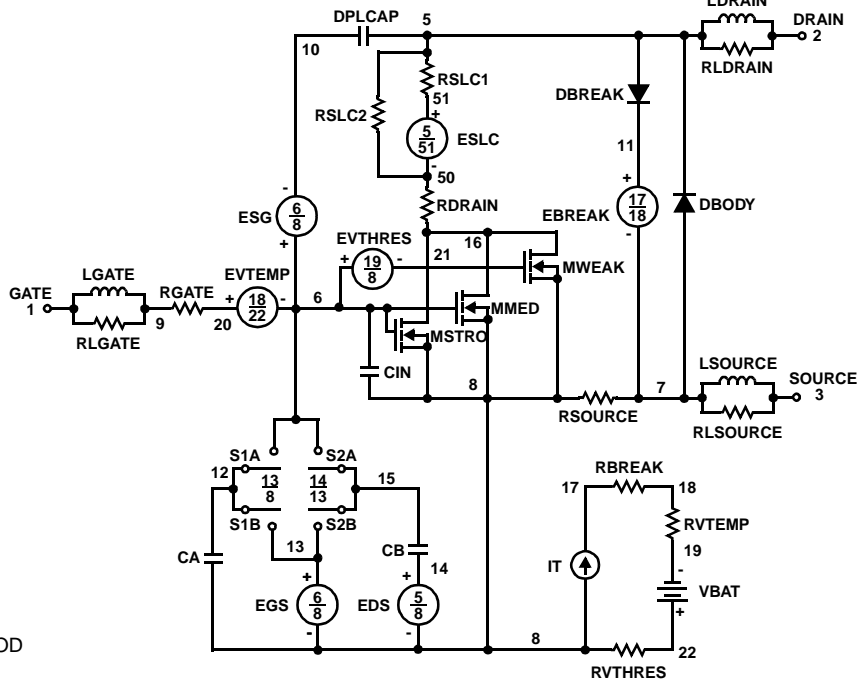 LDRAIN
DPLCAP
5
DRAIN
2
10
RLDRAIN
RSLC1
51
DBREAK
RSLC2
+
5
51
ESLC
11
-
50
-
+
17
18
DBODY
RDRAIN
EBREAK
ESG
6
8
+
EVTHRES
16
-
+
19
8
-
21
MWEAK
LGATE
EVTEMP
GATE
1
RGATE
+
18
22
-
6
MMED
9
20
MSTRO
RLGATE
LSOURCE
CIN
8
7
SOURCE
3
RSOURCE
RLSOURCE
S1A
S2A
12
13
8
14
13
15
RBREAK
17
18
S1B
S2B
RVTEMP
13
CB
19
CA
14
IT
-
+
+
VBAT
EGS
6
8
EDS
5
8
+
-
-
8
22
RVTHRES